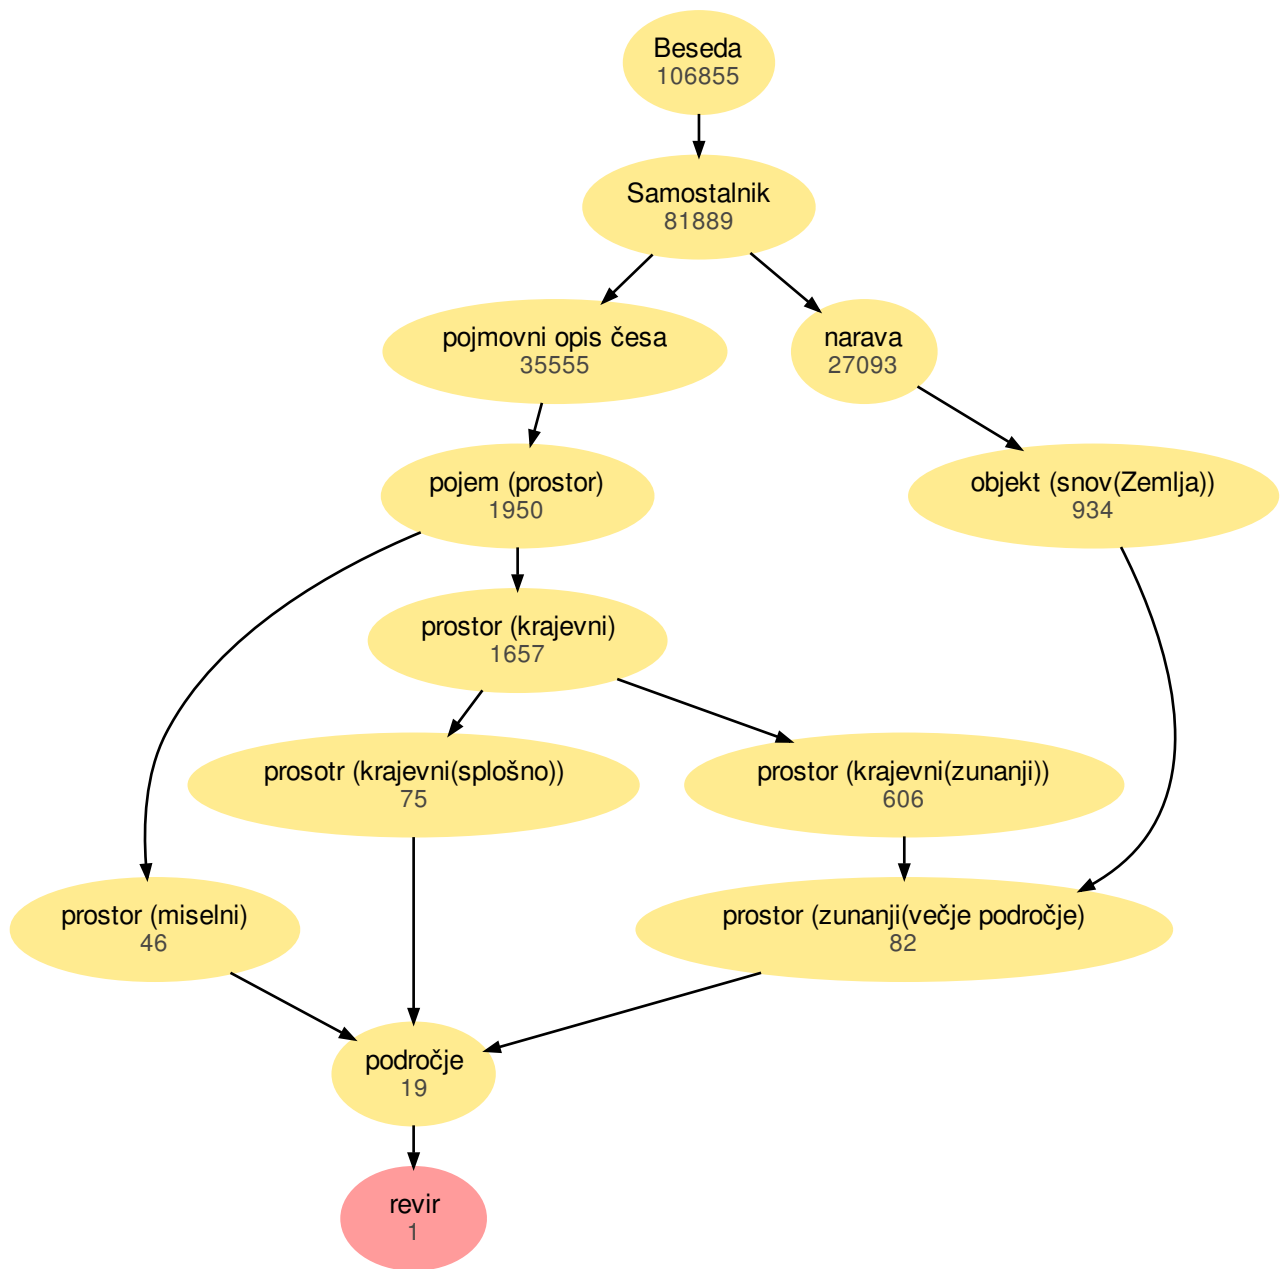 Beseda
106855
Samostalnik
81889
pojmovni opis česa
35555
narava
27093
pojem (prostor)
1950
objekt (snov(Zemlja))
934
prostor (krajevni)
1657
prosotr (krajevni(splošno))
75
prostor (krajevni(zunanji))
606
prostor (miselni)
46
prostor (zunanji(večje področje)
82
področje
19
revir
1